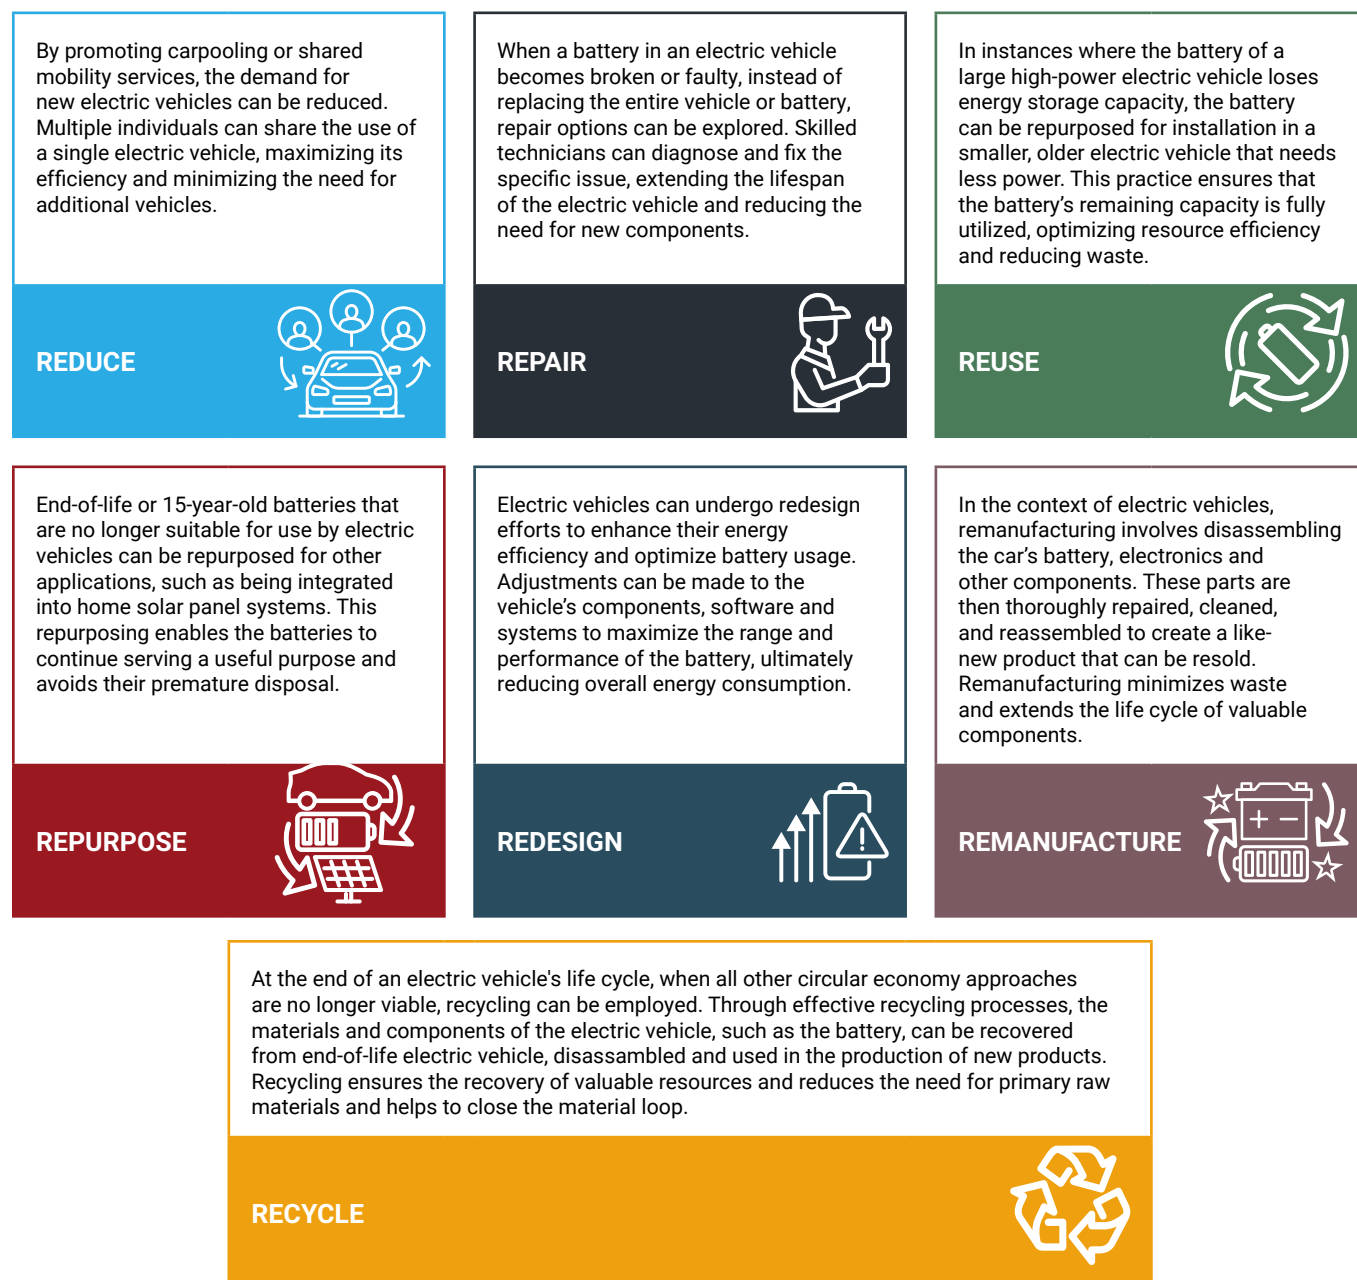 By promoting carpooling or shared
mobility services, the demand for
new electric vehicles can be reduced.
Multiple individuals can share the use of
a single electric vehicle, maximizing its
efficiency and minimizing the need for
additional vehicles.
REDUCE
When a battery in an electric vehicle
becomes broken or faulty, instead of
replacing the entire vehicle or battery,
repair options can be explored. Skilled
technicians can diagnose and fix the
specific issue, extending the lifespan
of the electric vehicle and reducing the
need for new components.
REPAIR
In instances where the battery of a
large high-power electric vehicle loses
energy storage capacity, the battery
can be repurposed for installation in a
smaller, older electric vehicle that needs
less power. This practice ensures that
the battery’s remaining capacity is fully
utilized, optimizing resource efficiency
and reducing waste.
REUSE
End-of-life or 15-year-old batteries that
are no longer suitable for use by electric
vehicles can be repurposed for other
applications, such as being integrated
into home solar panel systems. This
repurposing enables the batteries to
continue serving a useful purpose and
avoids their premature disposal.
REPURPOSE
Electric vehicles can undergo redesign
efforts to enhance their energy
efficiency and optimize battery usage.
Adjustments can be made to the
vehicle’s components, software and
systems to maximize the range and
performance of the battery, ultimately
reducing overall energy consumption.
REDESIGN
In the context of electric vehicles,
remanufacturing involves disassembling
the car’s battery, electronics and
other components. These parts are
then thoroughly repaired, cleaned,
and reassembled to create a like-
new product that can be resold.
Remanufacturing minimizes waste
and extends the life cycle of valuable
components.
REMANUFACTURE
At the end of an electric vehicle's life cycle, when all other circular economy approaches
are no longer viable, recycling can be employed. Through effective recycling processes, the
materials and components of the electric vehicle, such as the battery, can be recovered
from end-of-life electric vehicle, disassambled and used in the production of new products.
Recycling ensures the recovery of valuable resources and reduces the need for primary raw
materials and helps to close the material loop.
RECYCLE